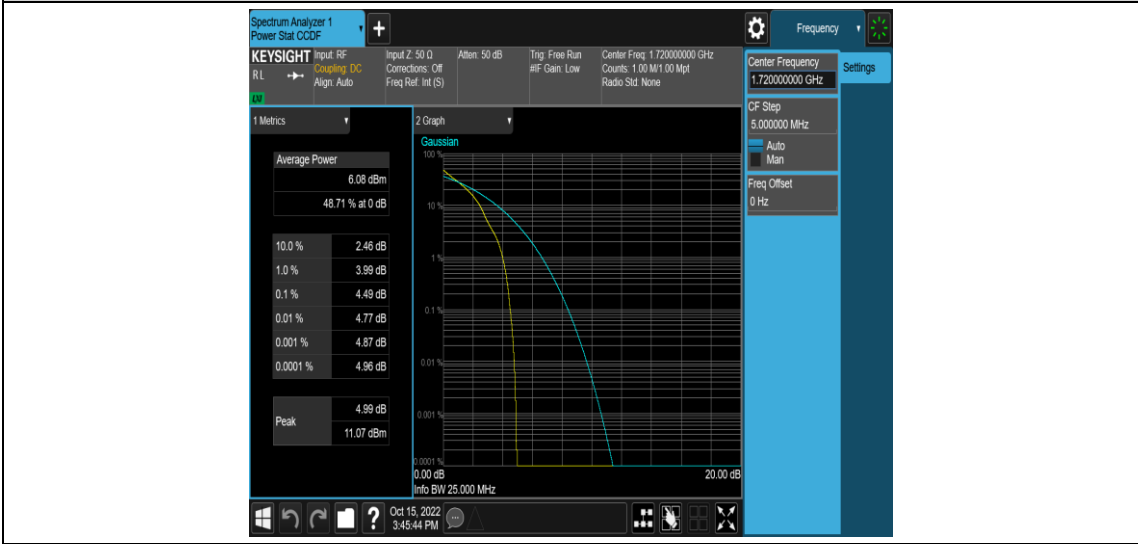 Spectrum Analyzer 1
Power Stat CCDF
+
Frequency
KEYSIGHT
RL
LXI
Input: RF
Coupling: DC
Align: Auto
Input Z: 50 Ω
Corrections: Off
Freq Ref: Int (S)
Atten: 50 dB
Trig: Free Run
#IF Gain: Low
Center Freq: 1.720000000 GHz
Counts: 1.00 M/1.00 Mpt
Radio Std: None
Center Frequency
1.720000000 GHz
Settings
CF Step
5.000000 MHz
Auto
Man
Freq Offset
0 Hz
1 Metrics
Average Power
6.08 dBm
48.71 % at 0 dB
10.0 % 2.46 dB
1.0 % 3.99 dB
0.1 % 4.49 dB
0.01 % 4.77 dB
0.001 % 4.87 dB
0.0001 % 4.96 dB
Peak 4.99 dB
11.07 dBm
2 Graph
Gaussian
100 %
10 %
1 %
0.1 %
0.01 %
0.001 %
0.0001 %
0.00 dB 20.00 dB
Info BW 25.000 MHz
?
Oct 15, 2022
3:45:44 PM